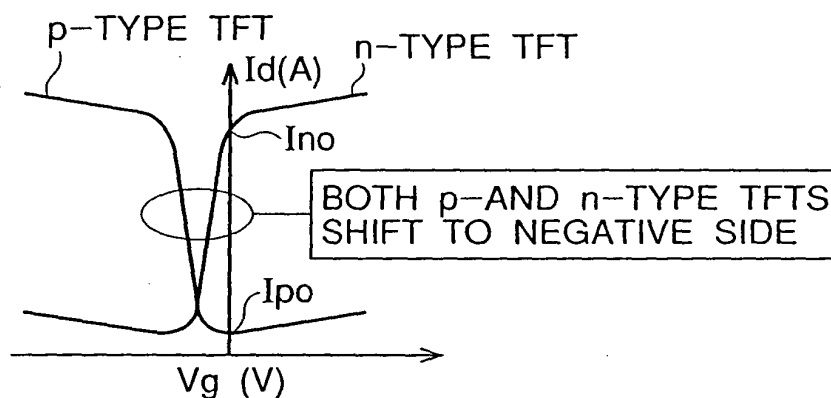 p-TYPE TFT
n-TYPE TFT
Id(A)
Ino
BOTH p-AND n-TYPE TFTS
SHIFT TO NEGATIVE SIDE
Ipo
Vg (V)